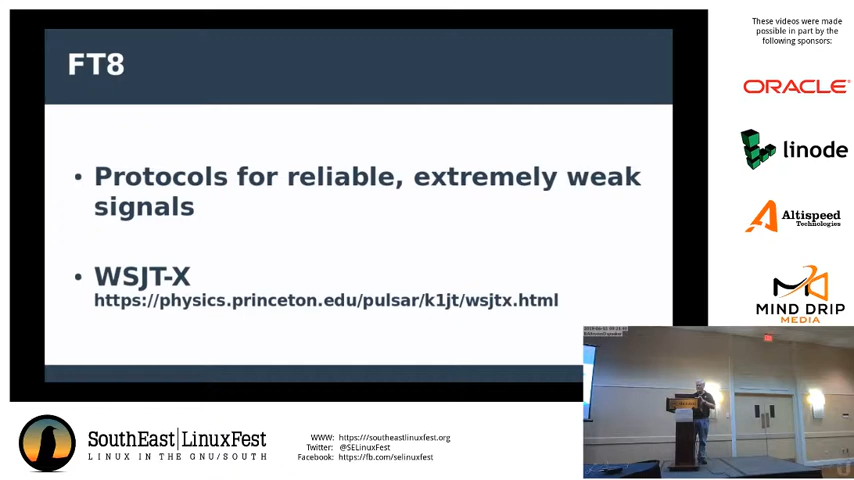 FT8
• Protocols for reliable, extremely weak
signals
• WSJT-X
https://physics.princeton.edu/pulsar/k1jt/wsjtx.html
These videos were made
possible in part by the
following sponsors:
ORACLE
linode
Altispeed
Technologies
MIND DRIP
MEDIA
SouthEast|LinuxFest
LINUX IN THE GNU/SOUTH
WWW: https://southeastlinuxfest.org
Twitter: @SELinuxFest
Facebook: https://fb.com/selinuxfest